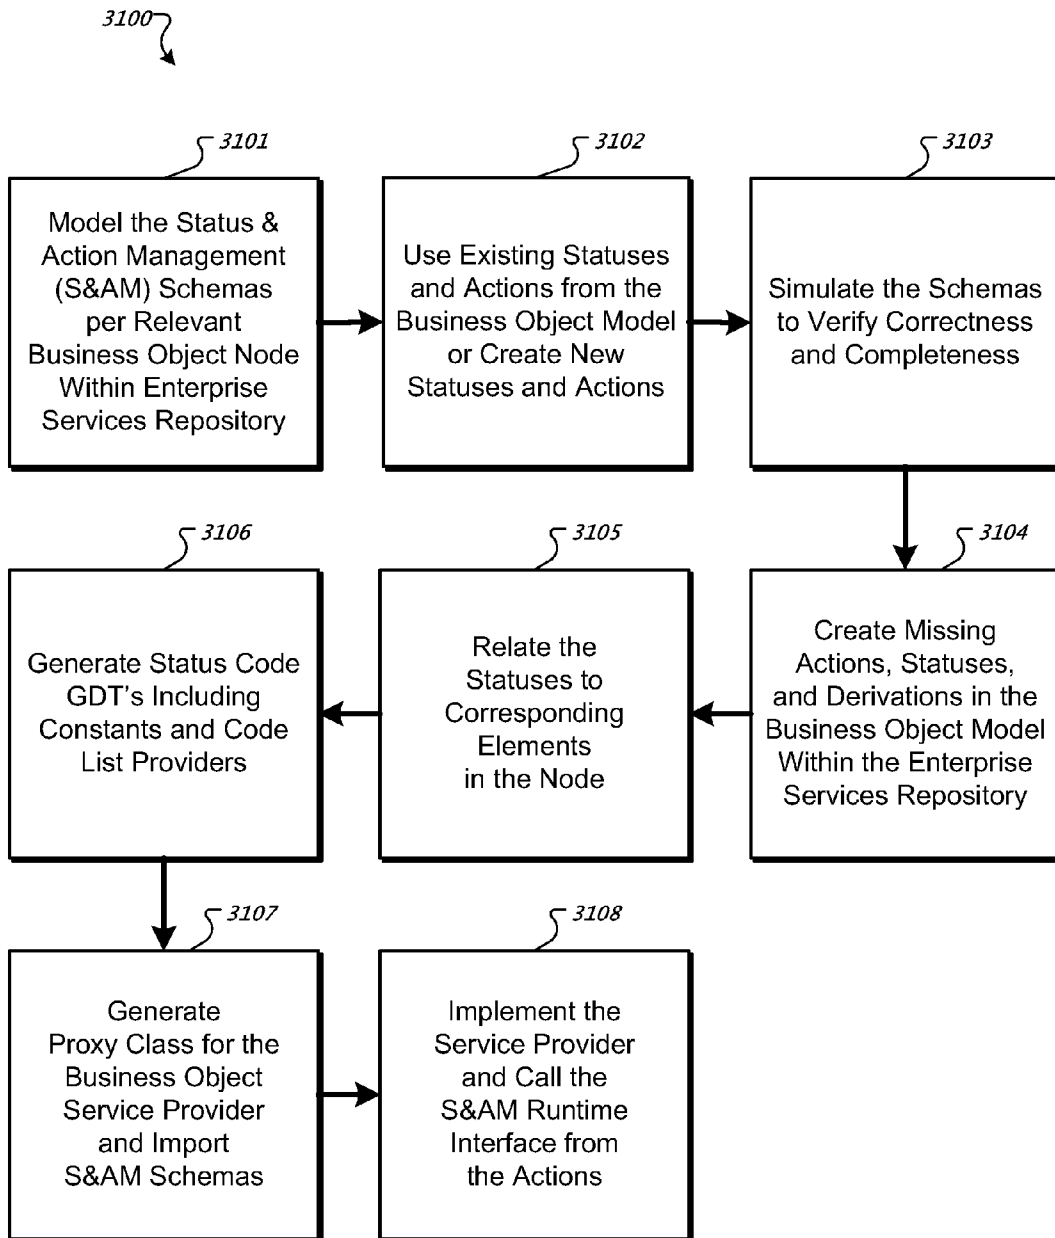 3100
3101
Model the Status &
Action Management
(S&AM) Schemas
per Relevant
Business Object Node
Within Enterprise
Services Repository
3102
Use Existing Statuses
and Actions from the
Business Object Model
or Create New
Statuses and Actions
3103
Simulate the Schemas
to Verify Correctness
and Completeness
3104
Create Missing
Actions, Statuses,
and Derivations in the
Business Object Model
Within the Enterprise
Services Repository
3105
Relate the
Statuses to
Corresponding
Elements
in the Node
3106
Generate Status Code
GDT's Including
Constants and Code
List Providers
3107
Generate
Proxy Class for the
Business Object
Service Provider
and Import
S&AM Schemas
3108
Implement the
Service Provider
and Call the
S&AM Runtime
Interface from
the Actions